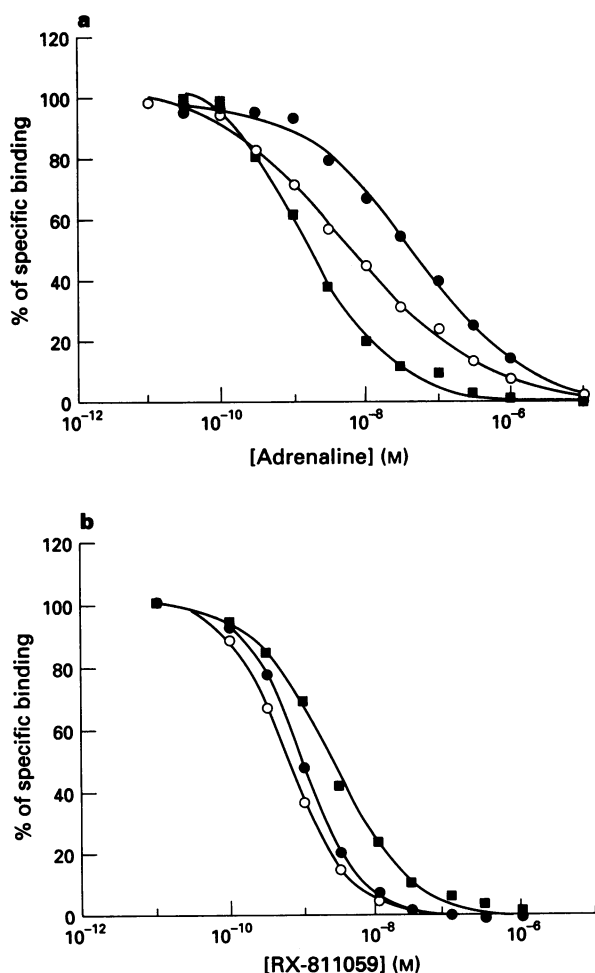 a
120
100
80
60
40
20
0
% of specific binding
10⁻¹² 10⁻¹⁰ 10⁻⁸ 10⁻⁶
[Adrenaline] (M)
b
120
100
80
60
40
20
0
% of specific binding
10⁻¹² 10⁻¹⁰ 10⁻⁸ 10⁻⁶
[RX-811059] (M)